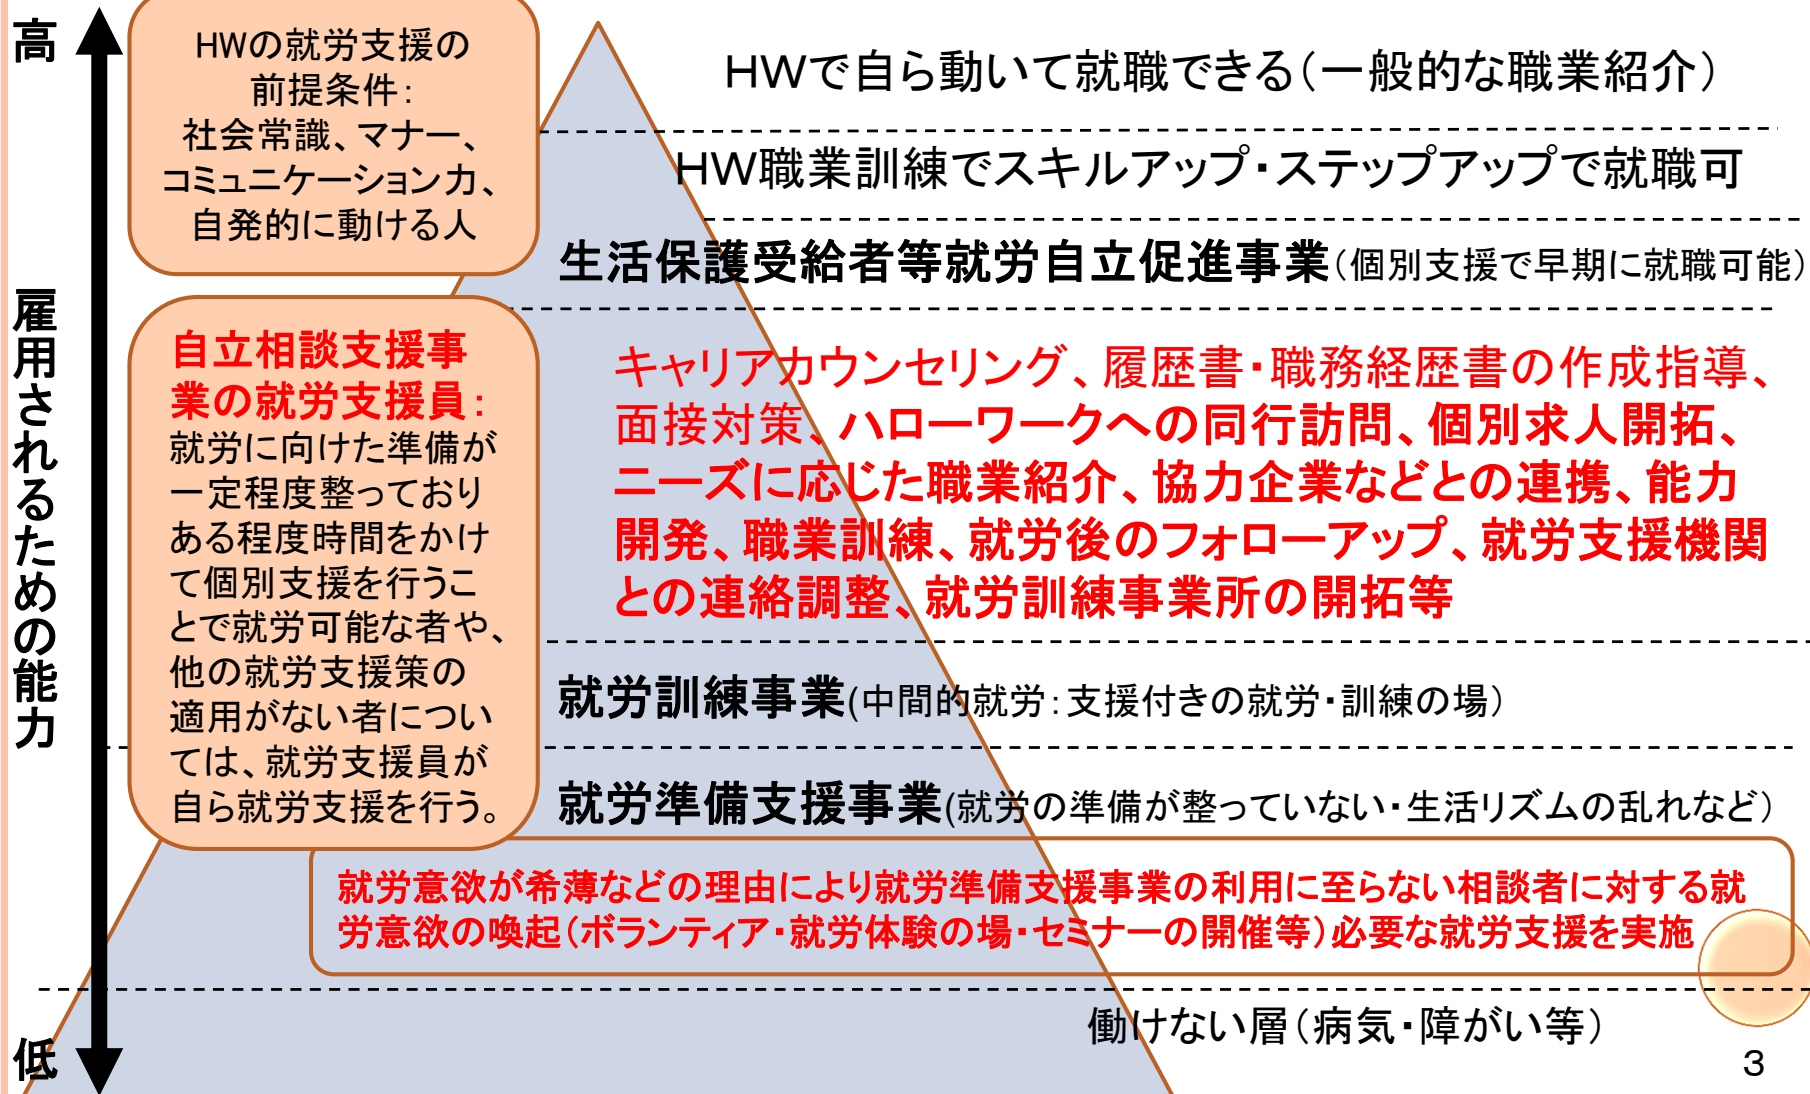 高
雇用されるための能力
低
HWの就労支援の
前提条件：
社会常識、マナー、
コミュニケーション力、
自発的に動ける人
HWで自ら動いて就職できる（一般的な職業紹介）
HW職業訓練でスキルアップ・ステップアップで就職可
生活保護受給者等就労自立促進事業（個別支援で早期に就職可能）
自立相談支援事
業の就労支援員：
就労に向けた準備が
一定程度整っており
ある程度時間をかけ
て個別支援を行うこ
とで就労可能な者や、
他の就労支援策の
適用がない者につい
ては、就労支援員が
自ら就労支援を行う。
キャリアカウンセリング、履歴書・職務経歴書の作成指導、
面接対策、ハローワークへの同行訪問、個別求人開拓、
ニーズに応じた職業紹介、協力企業などとの連携、能力
開発、職業訓練、就労後のフォローアップ、就労支援機関
との連絡調整、就労訓練事業所の開拓等
就労訓練事業(中間的就労：支援付きの就労・訓練の場）
就労準備支援事業(就労の準備が整っていない・生活リズムの乱れなど）
就労意欲が希薄などの理由により就労準備支援事業の利用に至らない相談者に対する就
労意欲の喚起（ボランティア・就労体験の場・セミナーの開催等）必要な就労支援を実施
働けない層（病気・障がい等）
3